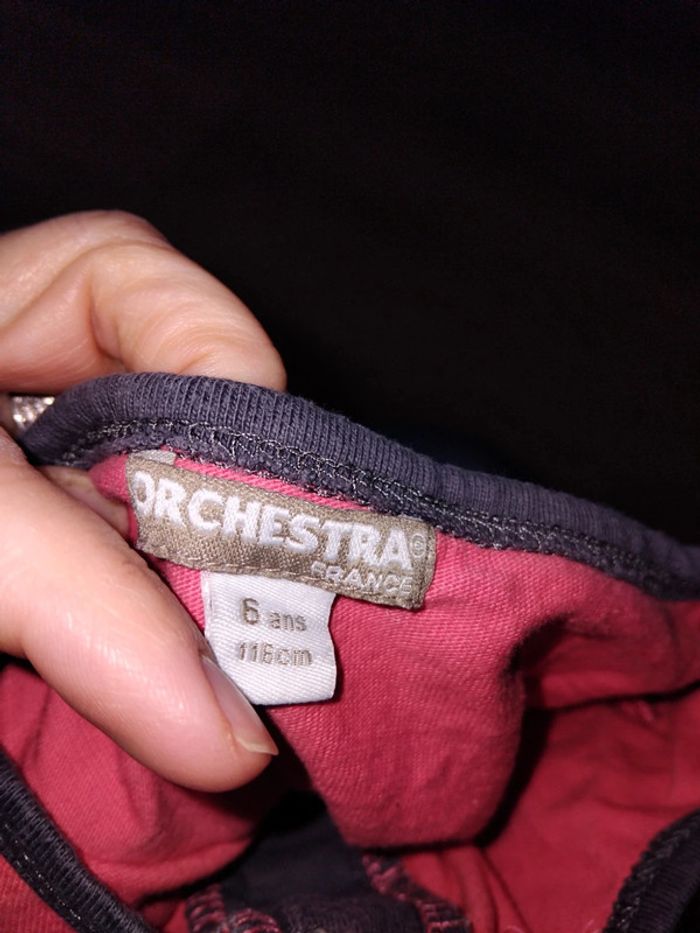 ORCHESTRA®
FRANCE
6 ans
116cm